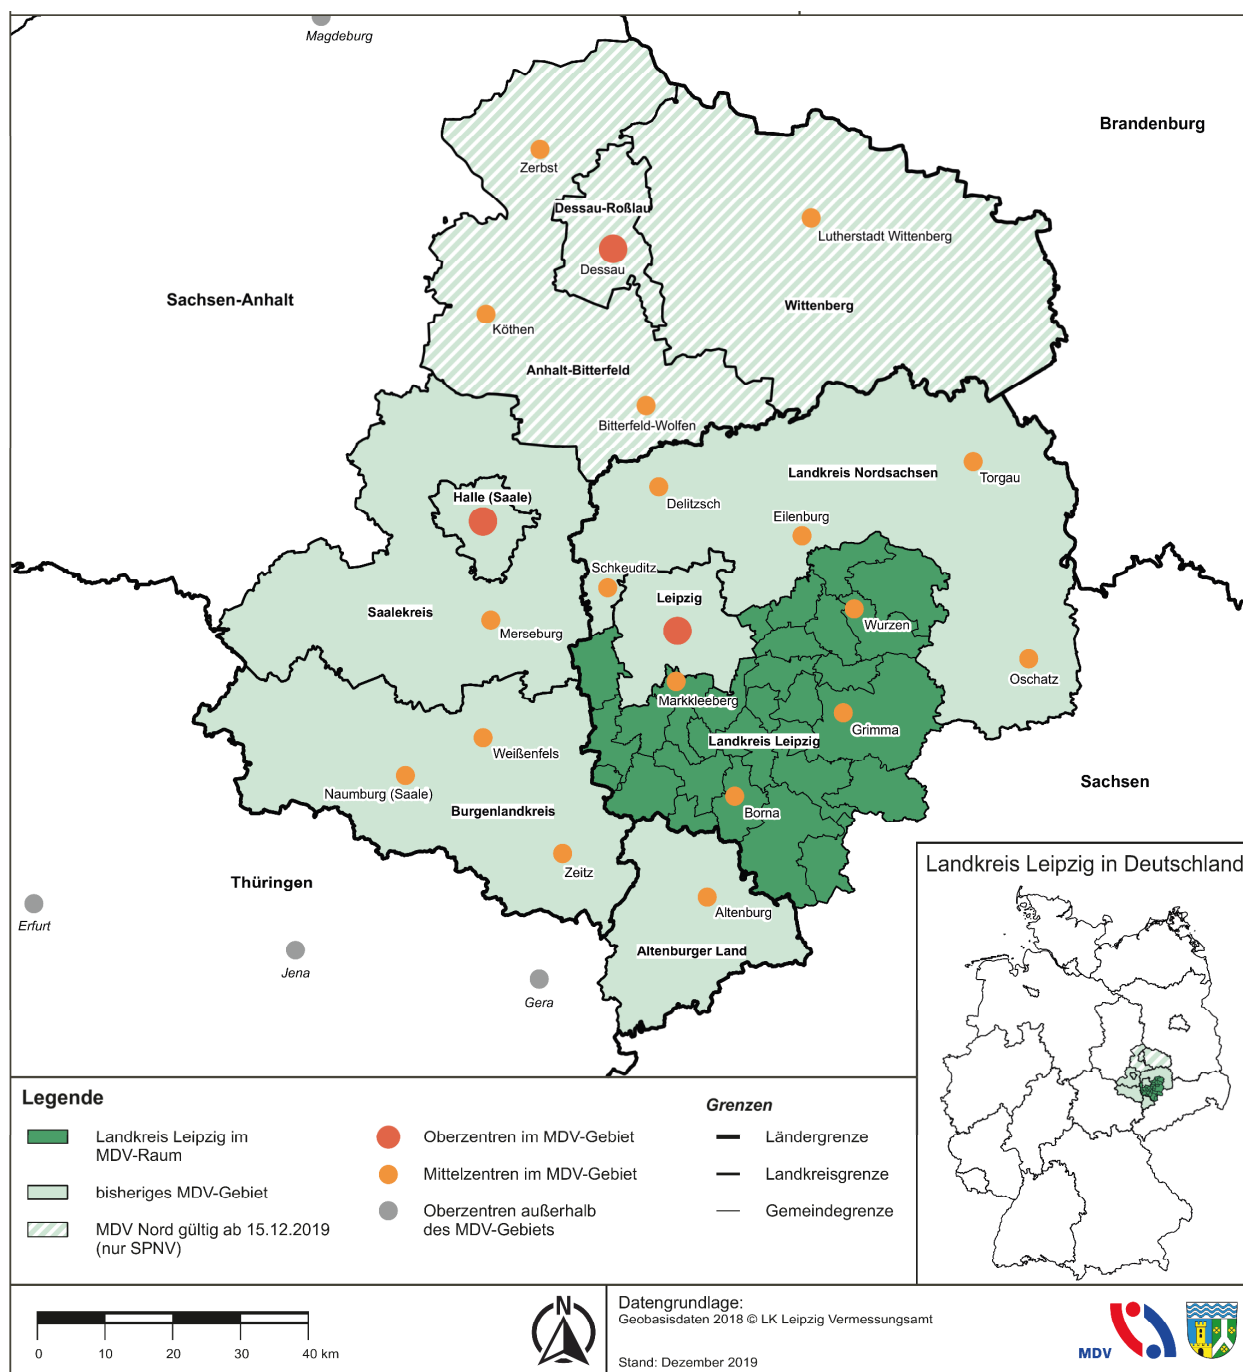 Magdeburg
Brandenburg
Zerbst
Dessau-Roßlau
Lutherstadt Wittenberg
Dessau
Sachsen-Anhalt
Wittenberg
Köthen
Anhalt-Bitterfeld
Bitterfeld-Wolfen
Landkreis Nordsachsen
Torgau
Delitzsch
Halle (Saale)
Eilenburg
Schkeuditz
Leipzig
Saalekreis
Wurzen
Merseburg
Oschatz
Markkleeberg
Grimma
Landkreis Leipzig
Weißenfels
Sachsen
Naumburg (Saale)
Burgenlandkreis
Borna
Zeitz
Thüringen
Altenburg
Erfurt
Altenburger Land
Jena
Gera
Landkreis Leipzig in Deutschland
Legende
Landkreis Leipzig im
MDV-Raum
bisheriges MDV-Gebiet
MDV Nord gültig ab 15.12.2019
(nur SPNV)
Oberzentren im MDV-Gebiet
Mittelzentren im MDV-Gebiet
Oberzentren außerhalb
des MDV-Gebiets
Grenzen
Ländergrenze
Landkreisgrenze
Gemeindegrenze
0 10 20 30 40 km
N
Datengrundlage:
Geobasisdaten 2018 © LK Leipzig Vermessungsamt
Stand: Dezember 2019
MDV